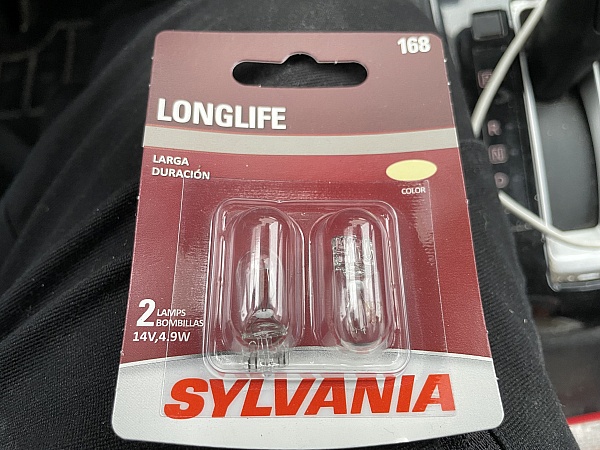 168
LONGLIFE
LARGA
DURACIÓN
COLOR
2 LAMPS
BOMBILLAS
14V,4.9W
SYLVANIA
R
N
D